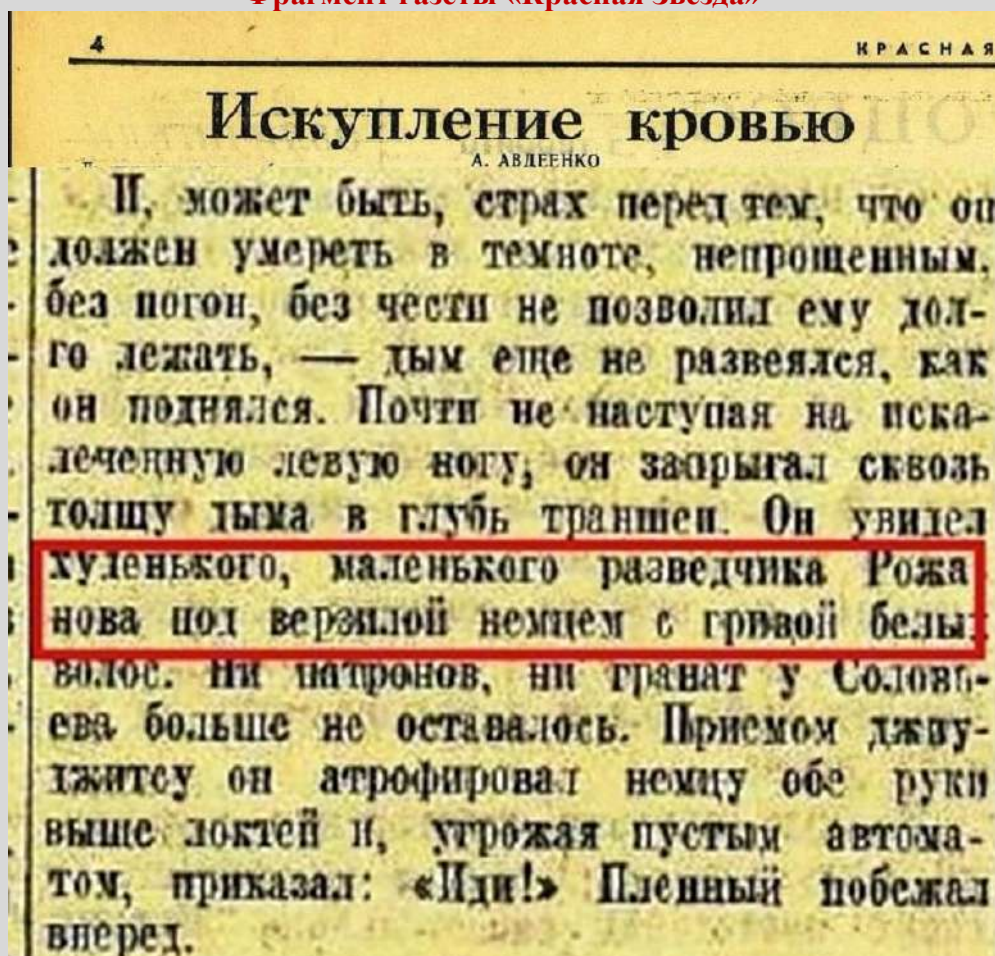 Фрагмент газеты «Красная Звезда»
4
КРАСНАЯ
Искупление кровью
А. АВДЕЕНКО
И, может быть, страх перед тем, что он
должен умереть в темноте, непрощенным,
без погон, без чести не позволил ему дол-
го лежать, — дым еще не развеялся, как
он поднялся. Почти не наступая на иска-
леченную левую ногу, он запрыгал сквозь
толщу дыма в глубь траншеи. Он увидел
худенького, маленького разведчика Рожа
нова под верзилой немцем с гривой белых
волос. Ни патронов, ни гранат у Соловь-
ева больше не оставалось. Приемом джиу-
джитсу он атрофировал немцу обе руки
выше локтей и, угрожая пустым автома-
том, приказал: «Иди!» Пленный побежал
вперед.